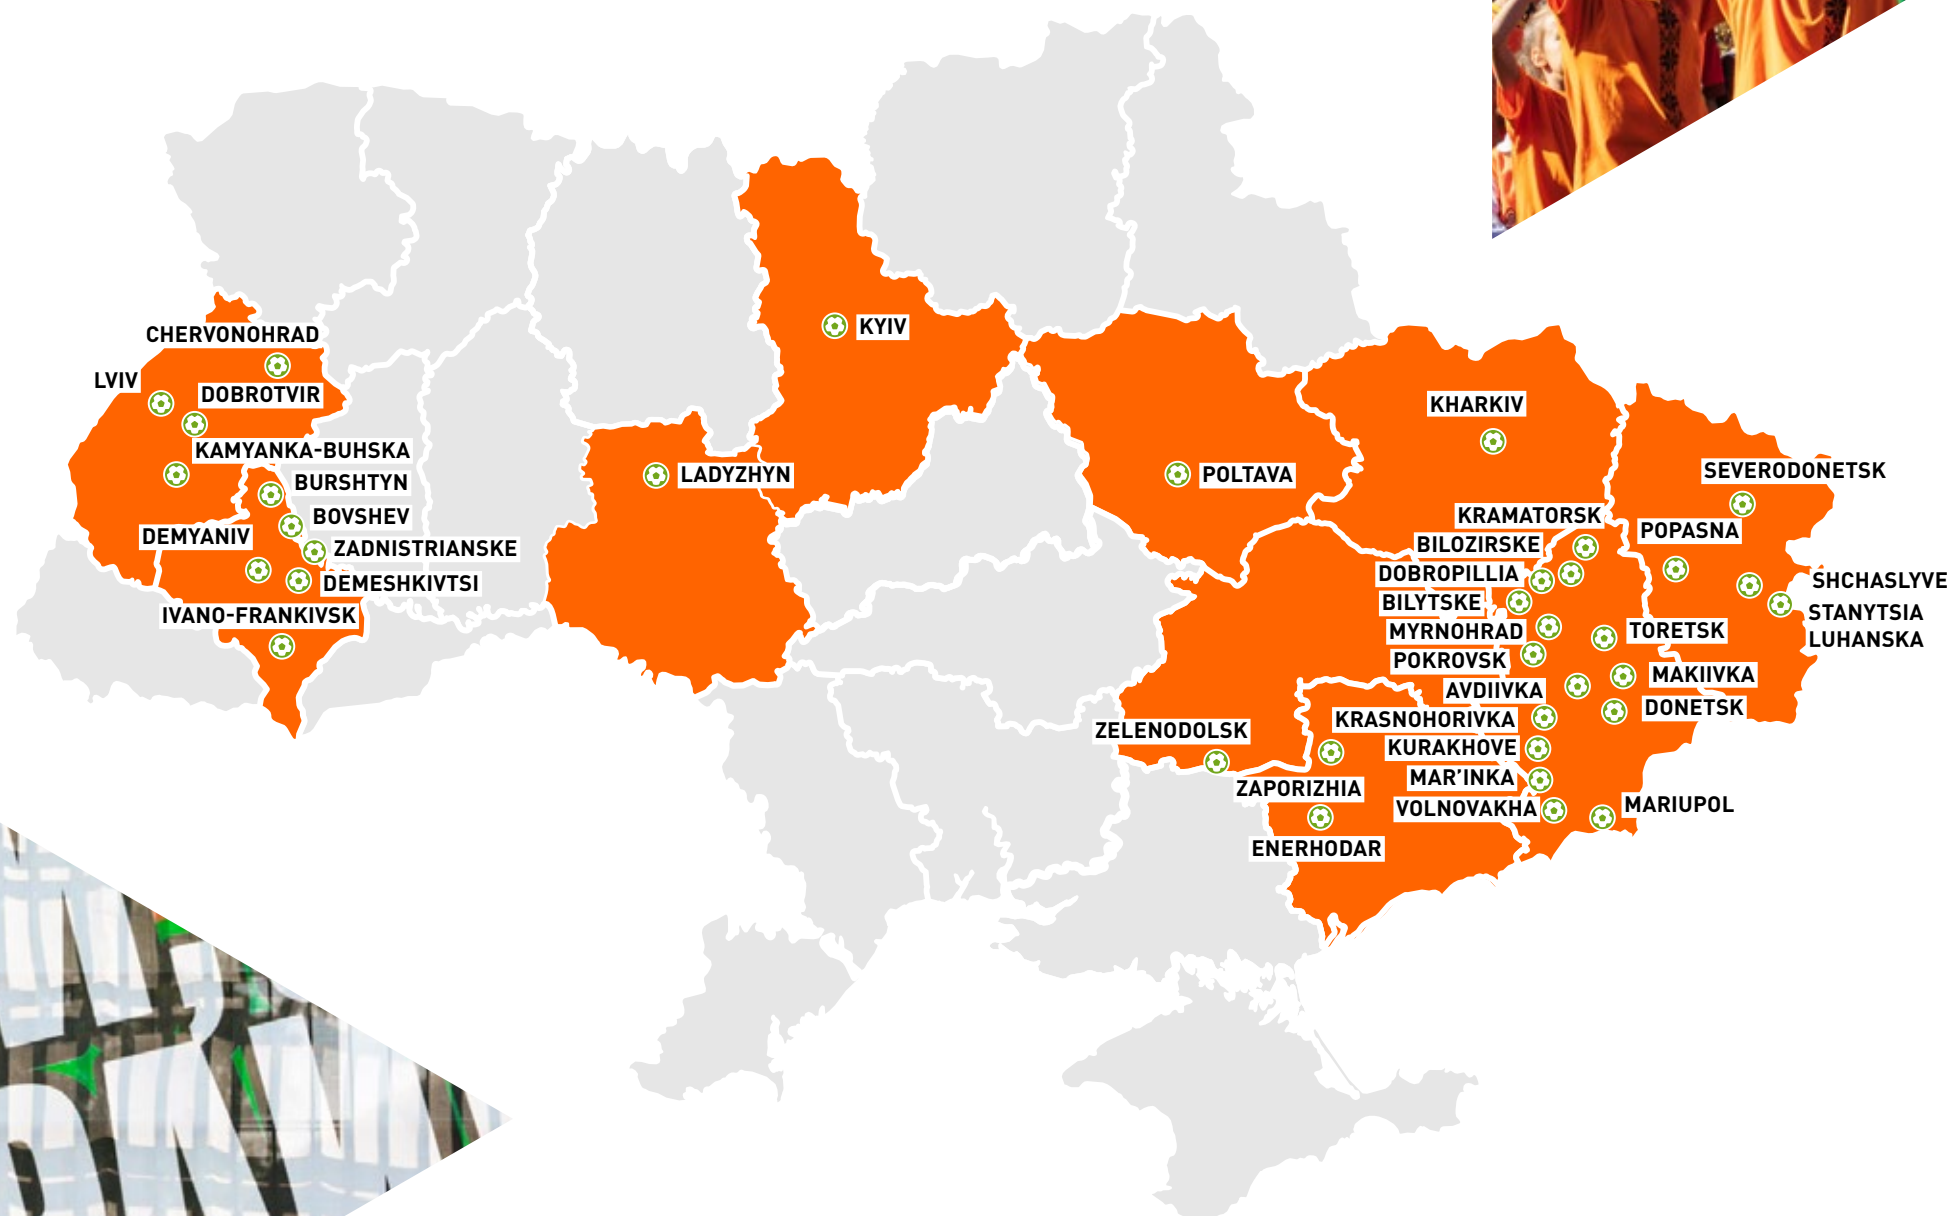 CHERVONOHRAD
LVIV
DOBROTVIR
KAMYANKA-BUHSKA
BURSHTYN
BOVSHEV
DEMYANIV
ZADNISTRIANSKE
DEMESHKIVTSI
IVANO-FRANKIVSK
KYIV
LADYZHYN
POLTAVA
KHARKIV
SEVERODONETSK
KRAMATORSK
POPASNA
BILOZIRSKE
DOBROPILLIA
SHCHASLYVE
BILYTSKE
STANYTSIA
LUHANSKA
MYRNOHRAD
TORETSK
POKROVSK
MAKIIVKA
AVDIIVKA
DONETSK
KRASNOHORIVKA
ZELENODOLSK
KURAKHOVE
MAR’INKA
ZAPORIZHIA
VOLNOVAKHA
MARIUPOL
ENERHODAR